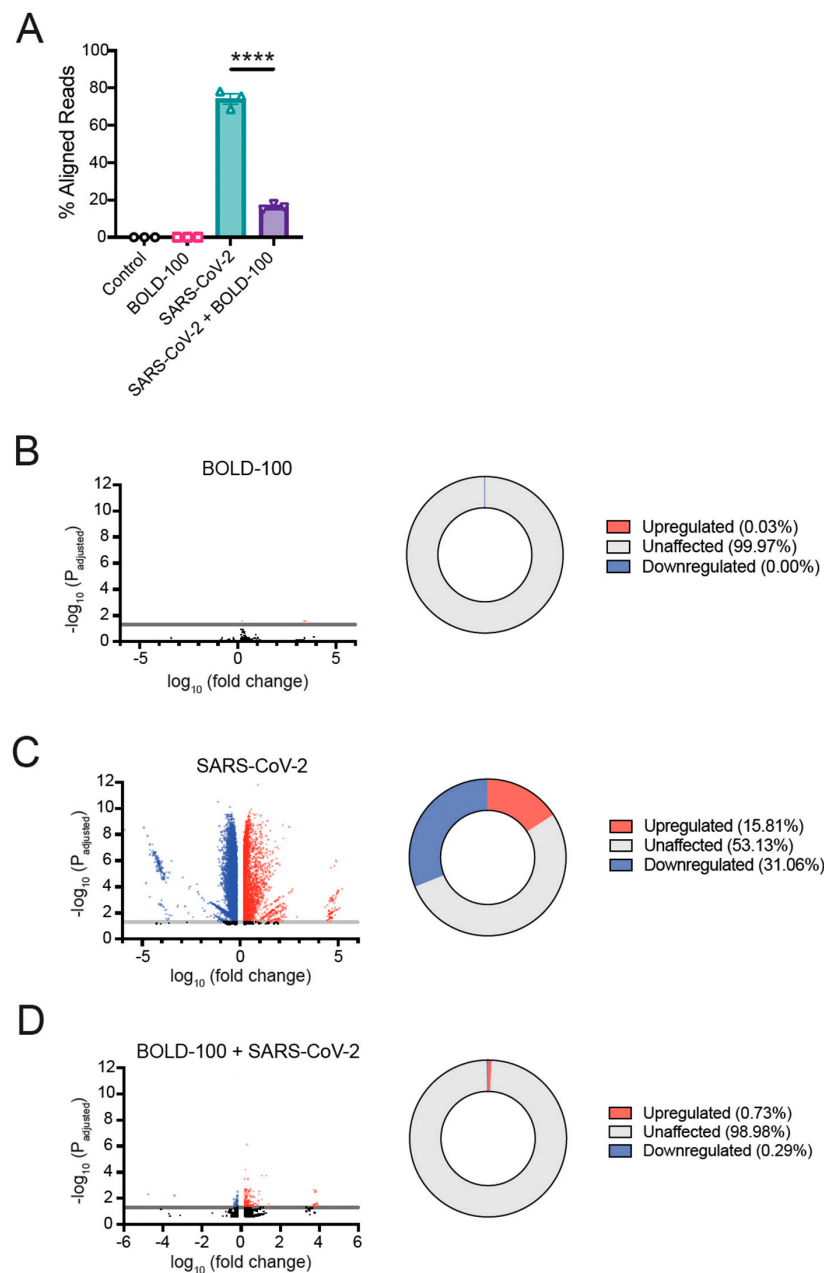 A
100
80
60
40
20
0
% Aligned Reads
****
Control
BOLD-100
SARS-CoV-2
SARS-CoV-2 + BOLD-100
B
BOLD-100
12
10
8
6
4
2
0
-log10 (Padjusted)
-5 0 5
log10 (fold change)
Upregulated (0.03%)
Unaffected (99.97%)
Downregulated (0.00%)
C
SARS-CoV-2
12
10
8
6
4
2
0
-log10 (Padjusted)
-5 0 5
log10 (fold change)
Upregulated (15.81%)
Unaffected (53.13%)
Downregulated (31.06%)
D
BOLD-100 + SARS-CoV-2
12
10
8
6
4
2
0
-log10 (Padjusted)
-6 -4 -2 0 2 4 6
log10 (fold change)
Upregulated (0.73%)
Unaffected (98.98%)
Downregulated (0.29%)